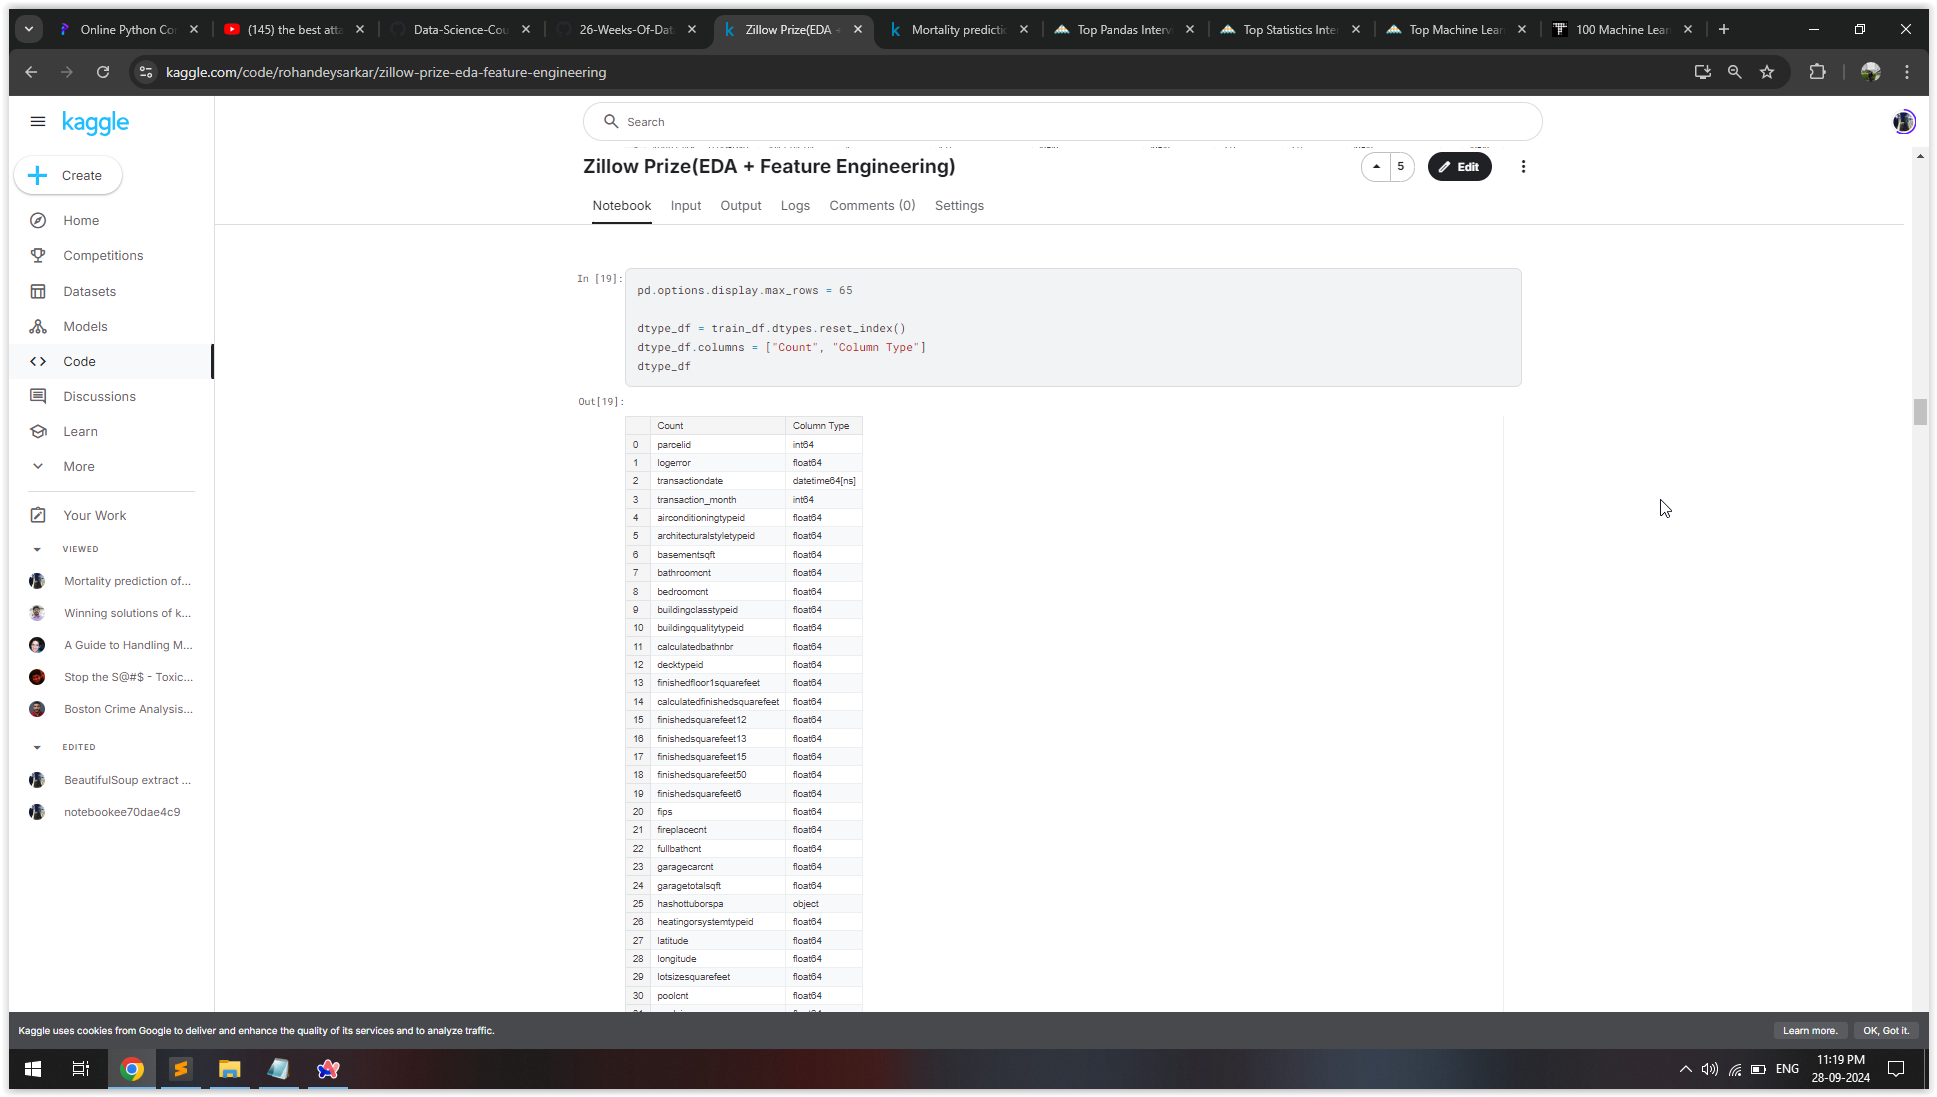 Online Python Co
(145) the best atta
Data-Science-Cou
26-Weeks-Of-Dat
Zillow Prize(EDA +
Mortality predictic
Top Pandas Interv
Top Statistics Inte
Top Machine Lear
100 Machine Lear
kaggle.com/code/rohandeysarkar/zillow-prize-eda-feature-engineering
kaggle
Search
Create
Home
Competitions
Datasets
Models
Code
Discussions
Learn
More
Your Work
VIEWED
Mortality prediction of...
Winning solutions of k...
A Guide to Handling M...
Stop the S@#$ - Toxic...
Boston Crime Analysis...
EDITED
BeautifulSoup extract ...
notebookee70dae4c9
Zillow Prize(EDA + Feature Engineering)
5
Edit
Notebook Input Output Logs Comments (0) Settings
In [19]:
pd.options.display.max_rows = 65
dtype_df = train_df.dtypes.reset_index()
dtype_df.columns = ["Count", "Column Type"]
dtype_df
Out[19]:
Count Column Type
0 parcelid int64
1 logerror float64
2 transactiondate datetime64[ns]
3 transaction_month int64
4 airconditioningtypeid float64
5 architecturalstyletypeid float64
6 basementsqft float64
7 bathroomcnt float64
8 bedroomcnt float64
9 buildingclasstypeid float64
10 buildingqualitytypeid float64
11 calculatedbathnbr float64
12 decktypeid float64
13 finishedfloor1squarefeet float64
14 calculatedfinishedsquarefeet float64
15 finishedsquarefeet12 float64
16 finishedsquarefeet13 float64
17 finishedsquarefeet15 float64
18 finishedsquarefeet50 float64
19 finishedsquarefeet6 float64
20 fips float64
21 fireplacecnt float64
22 fullbathcnt float64
23 garagecarcnt float64
24 garagetotalsqft float64
25 hashottuborspa object
26 heatingorsystemtypeid float64
27 latitude float64
28 longitude float64
29 lotsizesquarefeet float64
30 poolcnt float64
Kaggle uses cookies from Google to deliver and enhance the quality of its services and to analyze traffic.
Learn more.
OK, Got it.
ENG
11:19 PM
28-09-2024